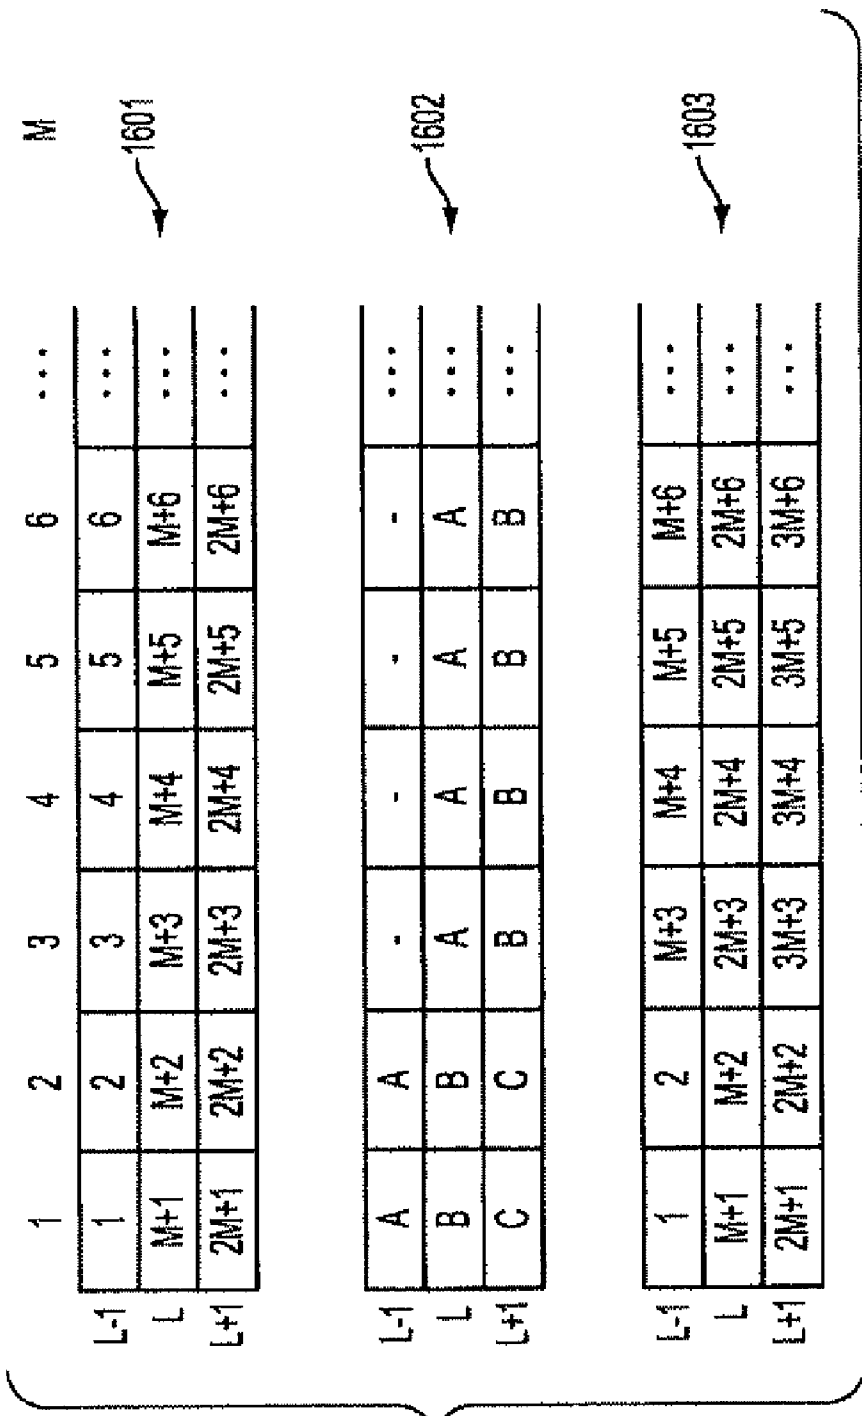 1 2 3 4 5 6 ... M
L-1 1 2 3 4 5 6 ...
L M+1 M+2 M+3 M+4 M+5 M+6 ...
L+1 2M+1 2M+2 2M+3 2M+4 2M+5 2M+6 ...
1601
L-1 A A - - - - ...
L B B A A A A ...
L+1 C C B B B B ...
1602
L-1 1 2 M+3 M+4 M+5 M+6 ...
L M+1 M+2 2M+3 2M+4 2M+5 2M+6 ...
L+1 2M+1 2M+2 3M+3 3M+4 3M+5 3M+6 ...
1603